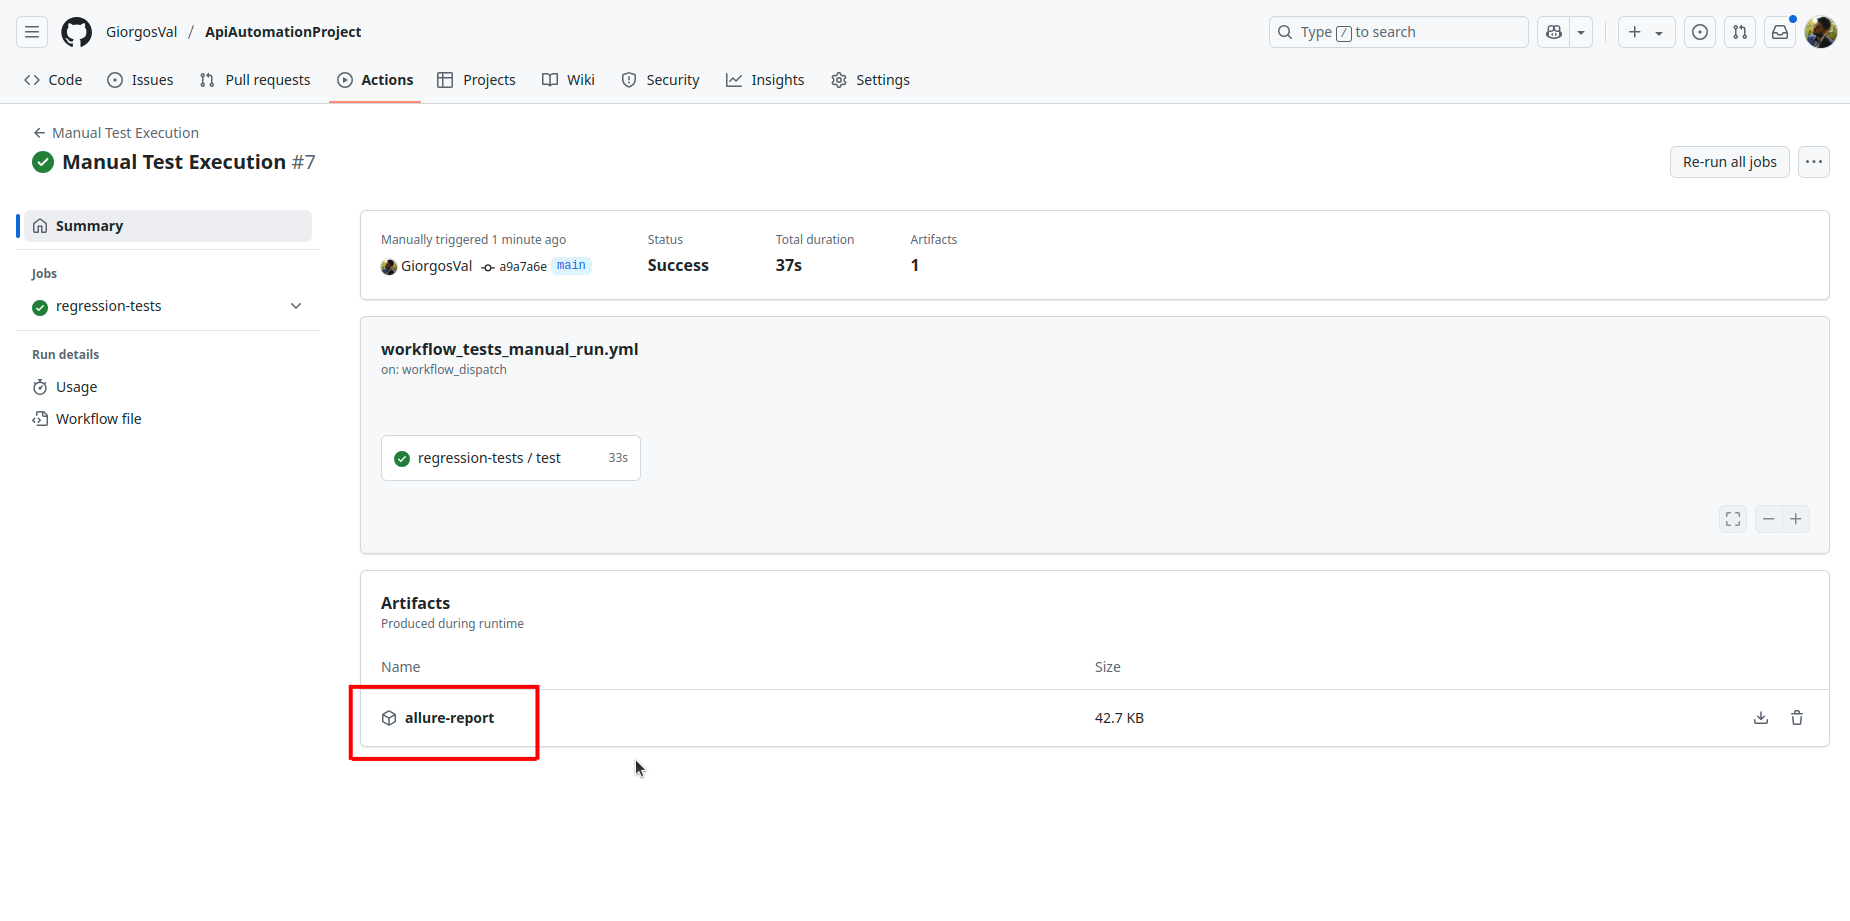 GiorgosVal / ApiAutomationProject
Type / to search
Code Issues Pull requests Actions Projects Wiki Security Insights Settings
Manual Test Execution
Manual Test Execution #7
Re-run all jobs
Summary
Jobs
regression-tests
Run details
Usage
Workflow file
Manually triggered 1 minute ago Status Total duration Artifacts
GiorgosVal a9a7a6e main Success 37s 1
workflow_tests_manual_run.yml
on: workflow_dispatch
regression-tests / test 33s
Artifacts
Produced during runtime
Name Size
allure-report 42.7 KB